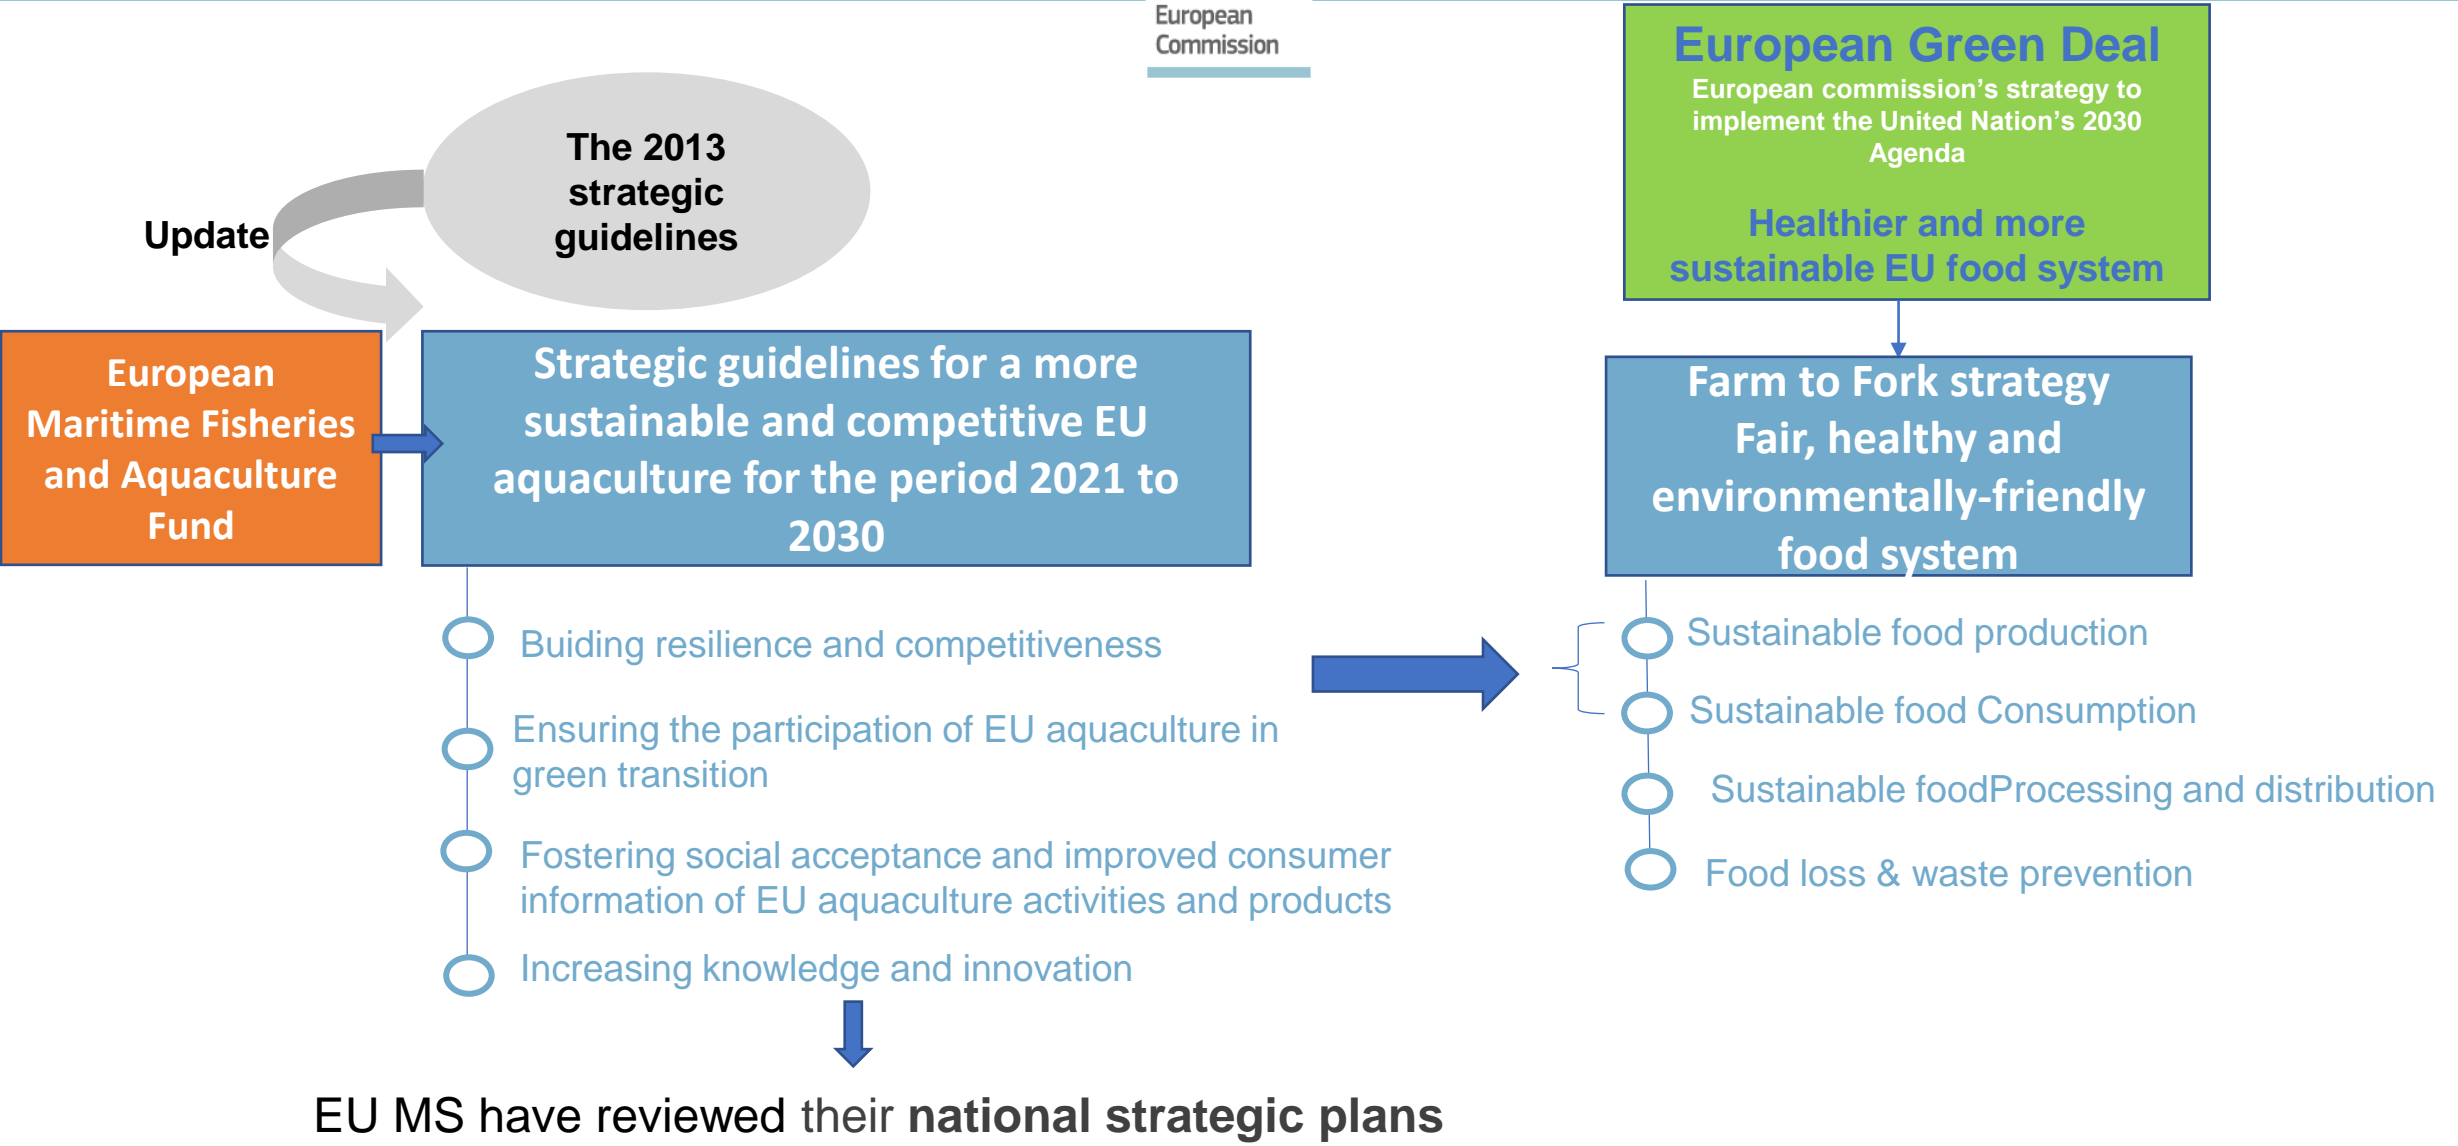 European
Commission
European Green Deal
European commission's strategy to
implement the United Nation's 2030
Agenda
Healthier and more
sustainable EU food system
The 2013
strategic
guidelines
Update
European
Maritime Fisheries
and Aquaculture
Fund
Strategic guidelines for a more
sustainable and competitive EU
aquaculture for the period 2021 to
2030
Farm to Fork strategy
Fair, healthy and
environmentally-friendly
food system
Buiding resilience and competitiveness
Ensuring the participation of EU aquaculture in
green transition
Fostering social acceptance and improved consumer
information of EU aquaculture activities and products
Increasing knowledge and innovation
Sustainable food production
Sustainable food Consumption
Sustainable foodProcessing and distribution
Food loss & waste prevention
EU MS have reviewed their national strategic plans